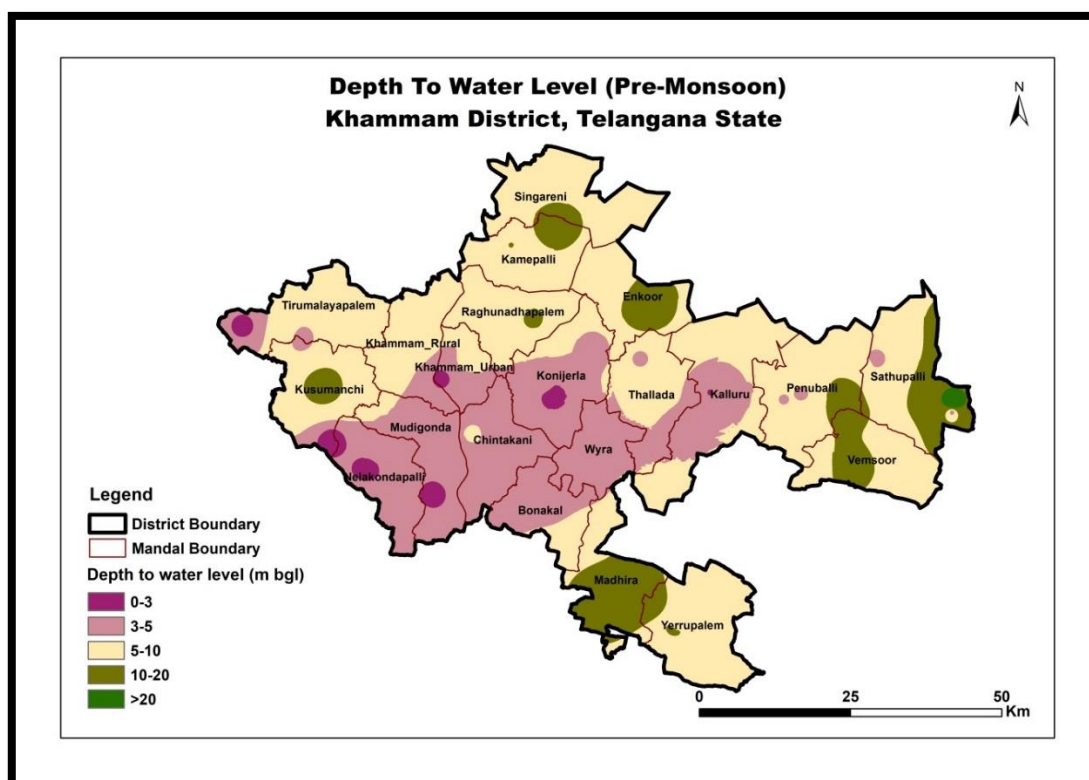 Depth To Water Level (Pre-Monsoon)
Khammam District, Telangana State
N
Singareni
Kamepalli
Tirumalayapalem
Enkoor
Raghunadhapalem
Khammam_Rural
Khammam_Urban
Konijerla
Kusumanchi
Thallada
Kalluru
Penuballi
Sathupalli
Mudigonda
Chintakani
Wyra
Vemsoor
Nelakondapalli
Bonakal
Madhira
Yerrupalem
Legend
District Boundary
Mandal Boundary
Depth to water level (m bgl)
0-3
3-5
5-10
10-20
>20
0 25 50
Km